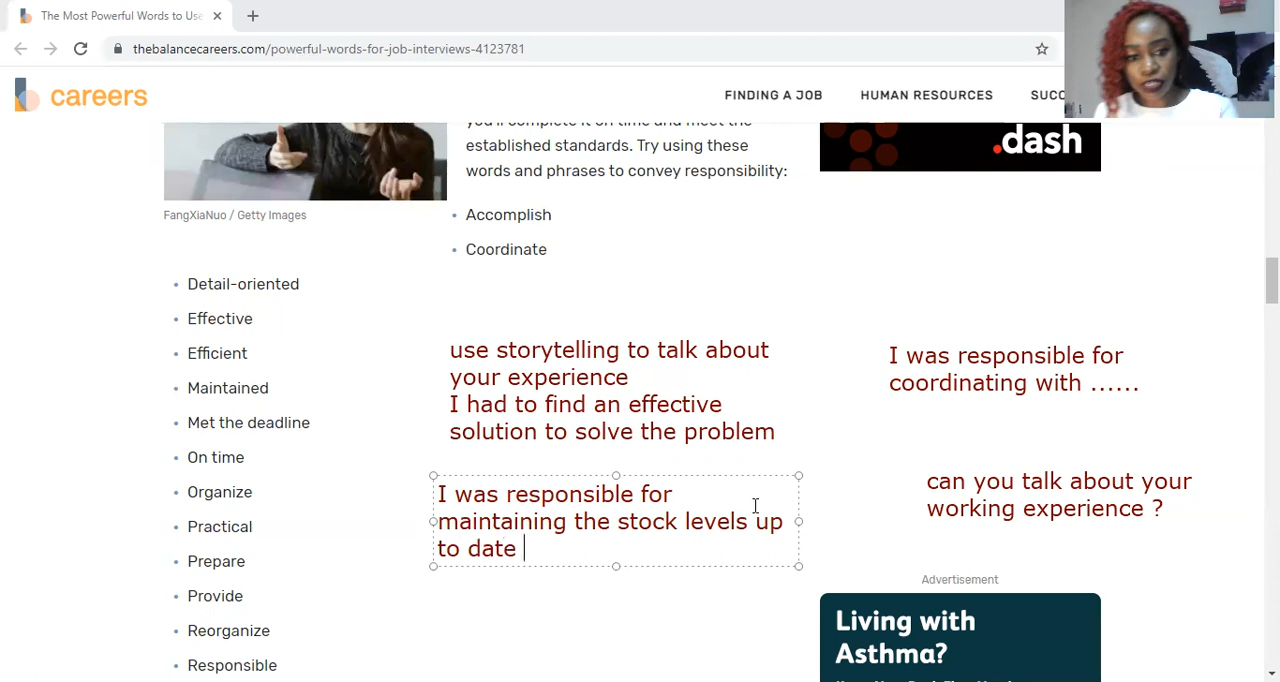 The Most Powerful Words to Use
thebalancecareers.com/powerful-words-for-job-interviews-4123781
careers
FINDING A JOB
HUMAN RESOURCES
SUCC
you'll complete it on time and meet the
established standards. Try using these
words and phrases to convey responsibility:
.dash
FangXiaNuo / Getty Images
• Accomplish
• Coordinate
• Detail-oriented
• Effective
• Efficient
• Maintained
• Met the deadline
• On time
• Organize
• Practical
• Prepare
• Provide
• Reorganize
• Responsible
use storytelling to talk about
your experience
I had to find an effective
solution to solve the problem
I was responsible for
coordinating with ......
I was responsible for
maintaining the stock levels up
to date
can you talk about your
working experience ?
Advertisement
Living with
Asthma?